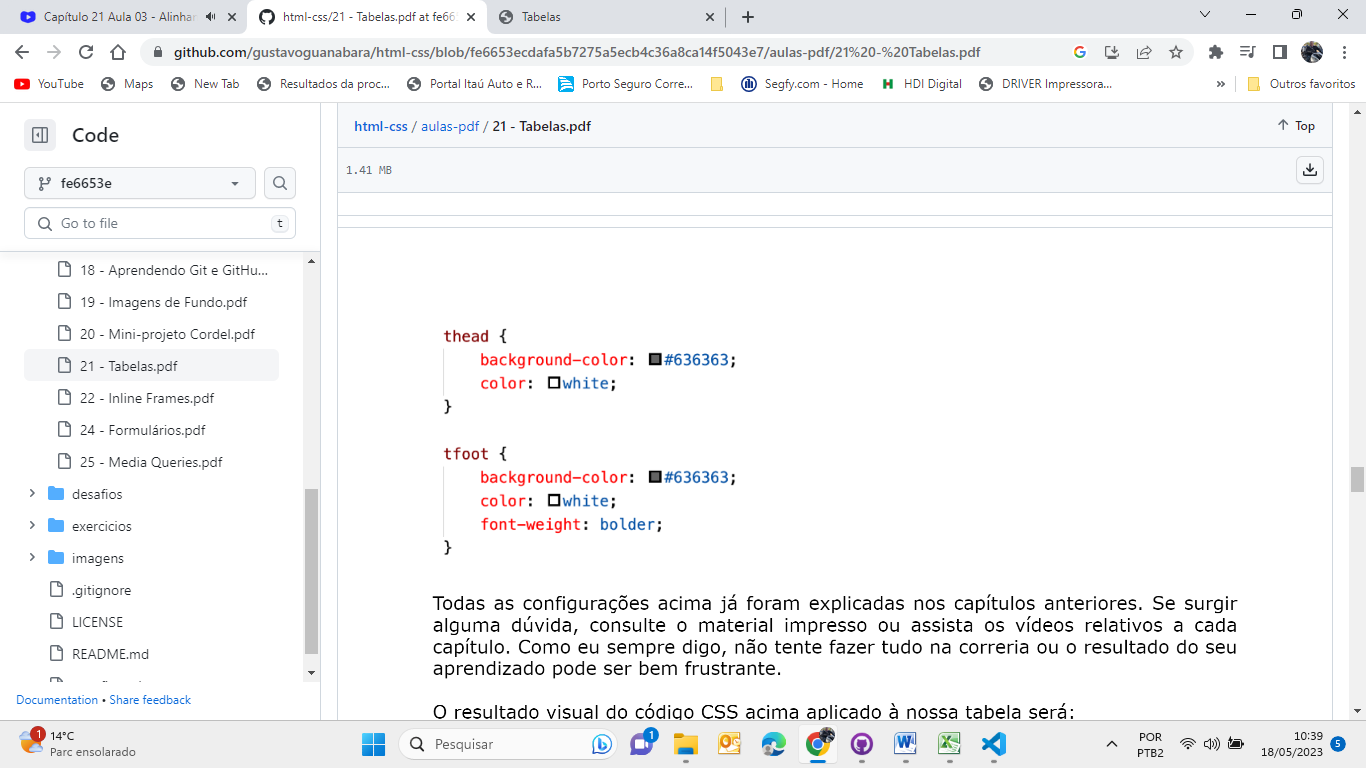 Capítulo 21 Aula 03 - Alinhan
html-css/21 - Tabelas.pdf at fe665
Tabelas
github.com/gustavoguanabara/html-css/blob/fe6653ecdafa5b7275a5ecb4c36a8ca14f5043e7/aulas-pdf/21%20-%20Tabelas.pdf
YouTube
Maps
New Tab
Resultados da proc...
Portal Itaú Auto e R...
Porto Seguro Corre...
Segfy.com - Home
HDI Digital
DRIVER Impressora...
»
Outros favoritos
Code
fe6653e
Go to file
t
18 - Aprendendo Git e GitHu...
19 - Imagens de Fundo.pdf
20 - Mini-projeto Cordel.pdf
21 - Tabelas.pdf
22 - Inline Frames.pdf
24 - Formulários.pdf
25 - Media Queries.pdf
desafios
exercicios
imagens
.gitignore
LICENSE
README.md
Documentation • Share feedback
html-css / aulas-pdf / 21 - Tabelas.pdf
Top
1.41 MB
thead {
background-color: #636363;
color: white;
}
tfoot {
background-color: #636363;
color: white;
font-weight: bolder;
}
Todas as configurações acima já foram explicadas nos capítulos anteriores. Se surgir
alguma dúvida, consulte o material impresso ou assista os vídeos relativos a cada
capítulo. Como eu sempre digo, não tente fazer tudo na correria ou o resultado do seu
aprendizado pode ser bem frustrante.
O resultado visual do código CSS acima aplicado à nossa tabela será:
1
14°C
Parc ensolarado
Pesquisar
1
POR
PTB2
10:39
18/05/2023
5